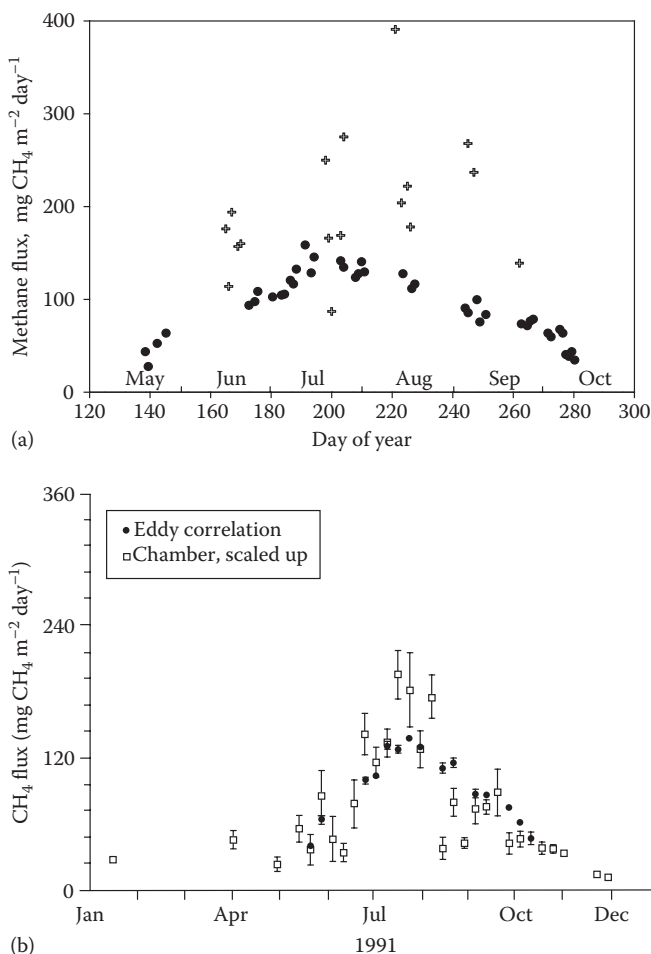 400
300
200
100
0
Methane flux, mg CH₄ m⁻² day⁻¹
May Jun Jul Aug Sep Oct
120 140 160 180 200 220 240 260 280 300
(a) Day of year
360
240
120
0
CH₄ flux (mg CH₄ m⁻² day⁻¹)
Eddy correlation
Chamber, scaled up
Jan Apr Jul Oct Dec
(b) 1991